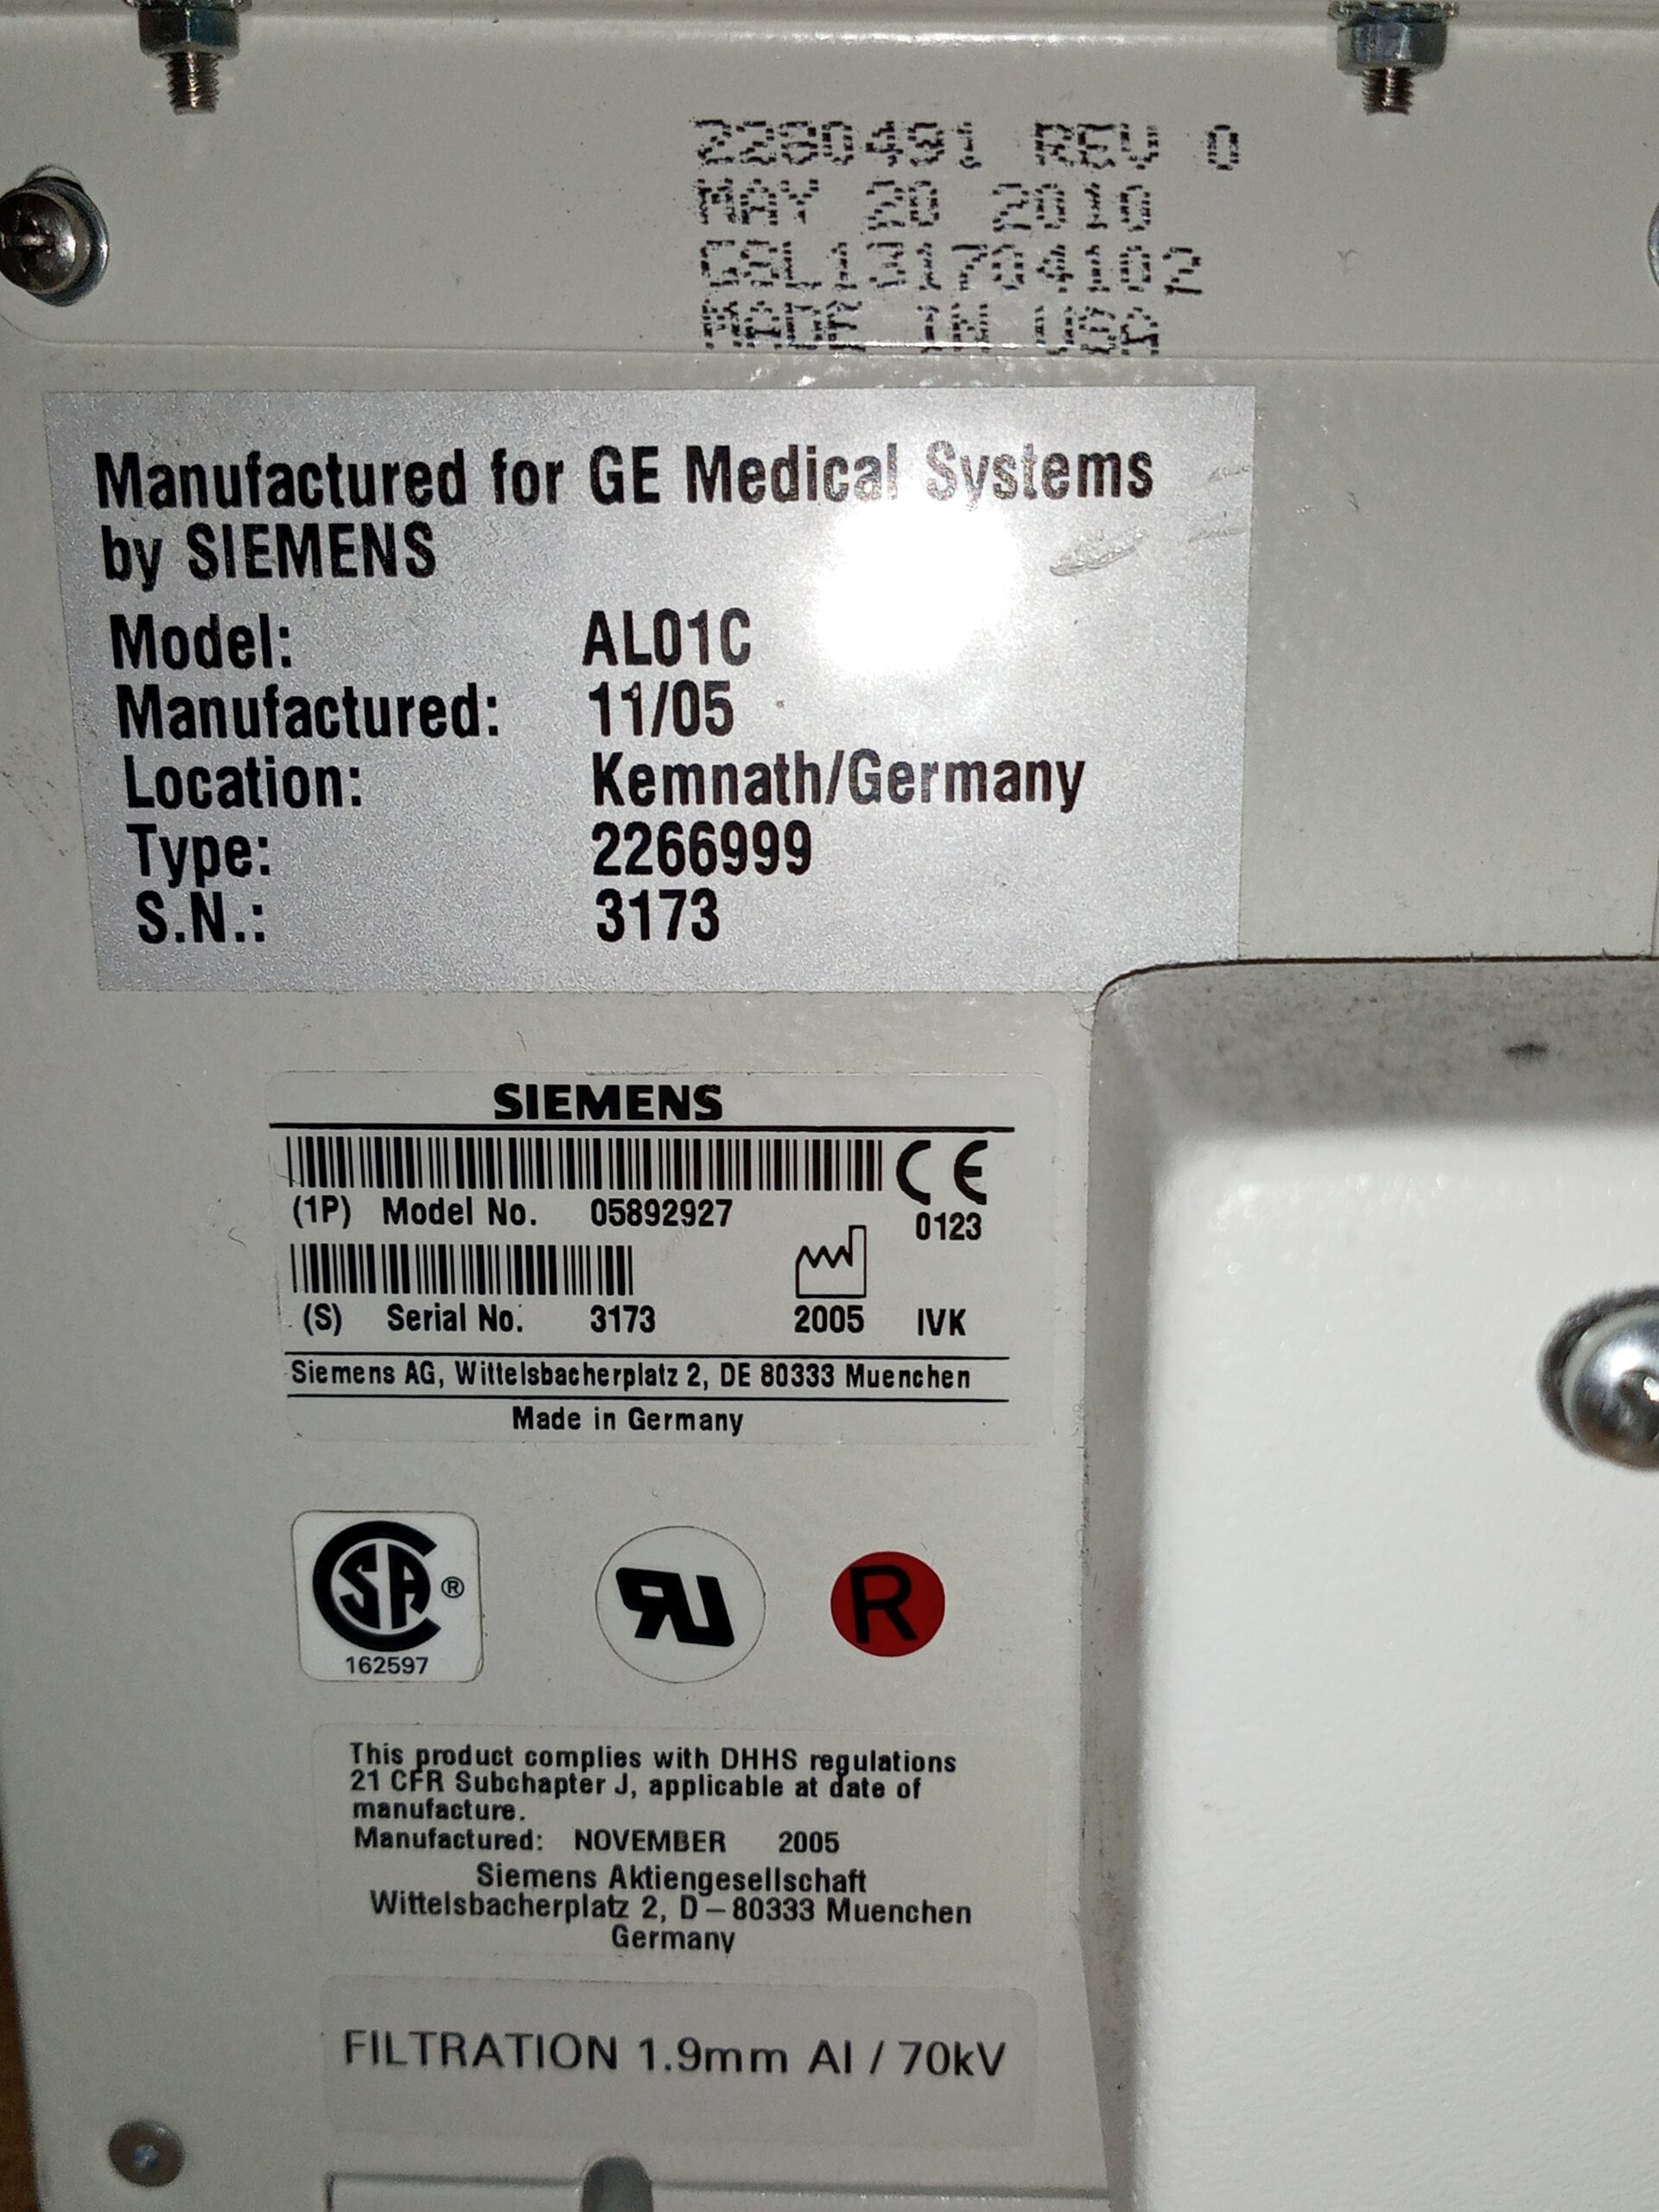 2280491 REV 0
MAY 20 2010
MADE IN USA
Manufactured for GE Medical Systems
by SIEMENS
Model: AL01C
Manufactured: 11/05
Location: Kemnath/Germany
Type: 2266999
S.N.: 3173
SIEMENS
CE
(1P) Model No. 05892927
0123
(S) Serial No. 3173 2005 IVK
Siemens AG, Wittelsbacherplatz 2, DE 80333 Muenchen
Made in Germany
CSA ®
162597
RU
R
This product complies with DHHS regulations
21 CFR Subchapter J, applicable at date of
manufacture.
Manufactured: NOVEMBER 2005
Siemens Aktiengesellschaft
Wittelsbacherplatz 2, D – 80333 Muenchen
Germany
FILTRATION 1.9mm Al / 70kV